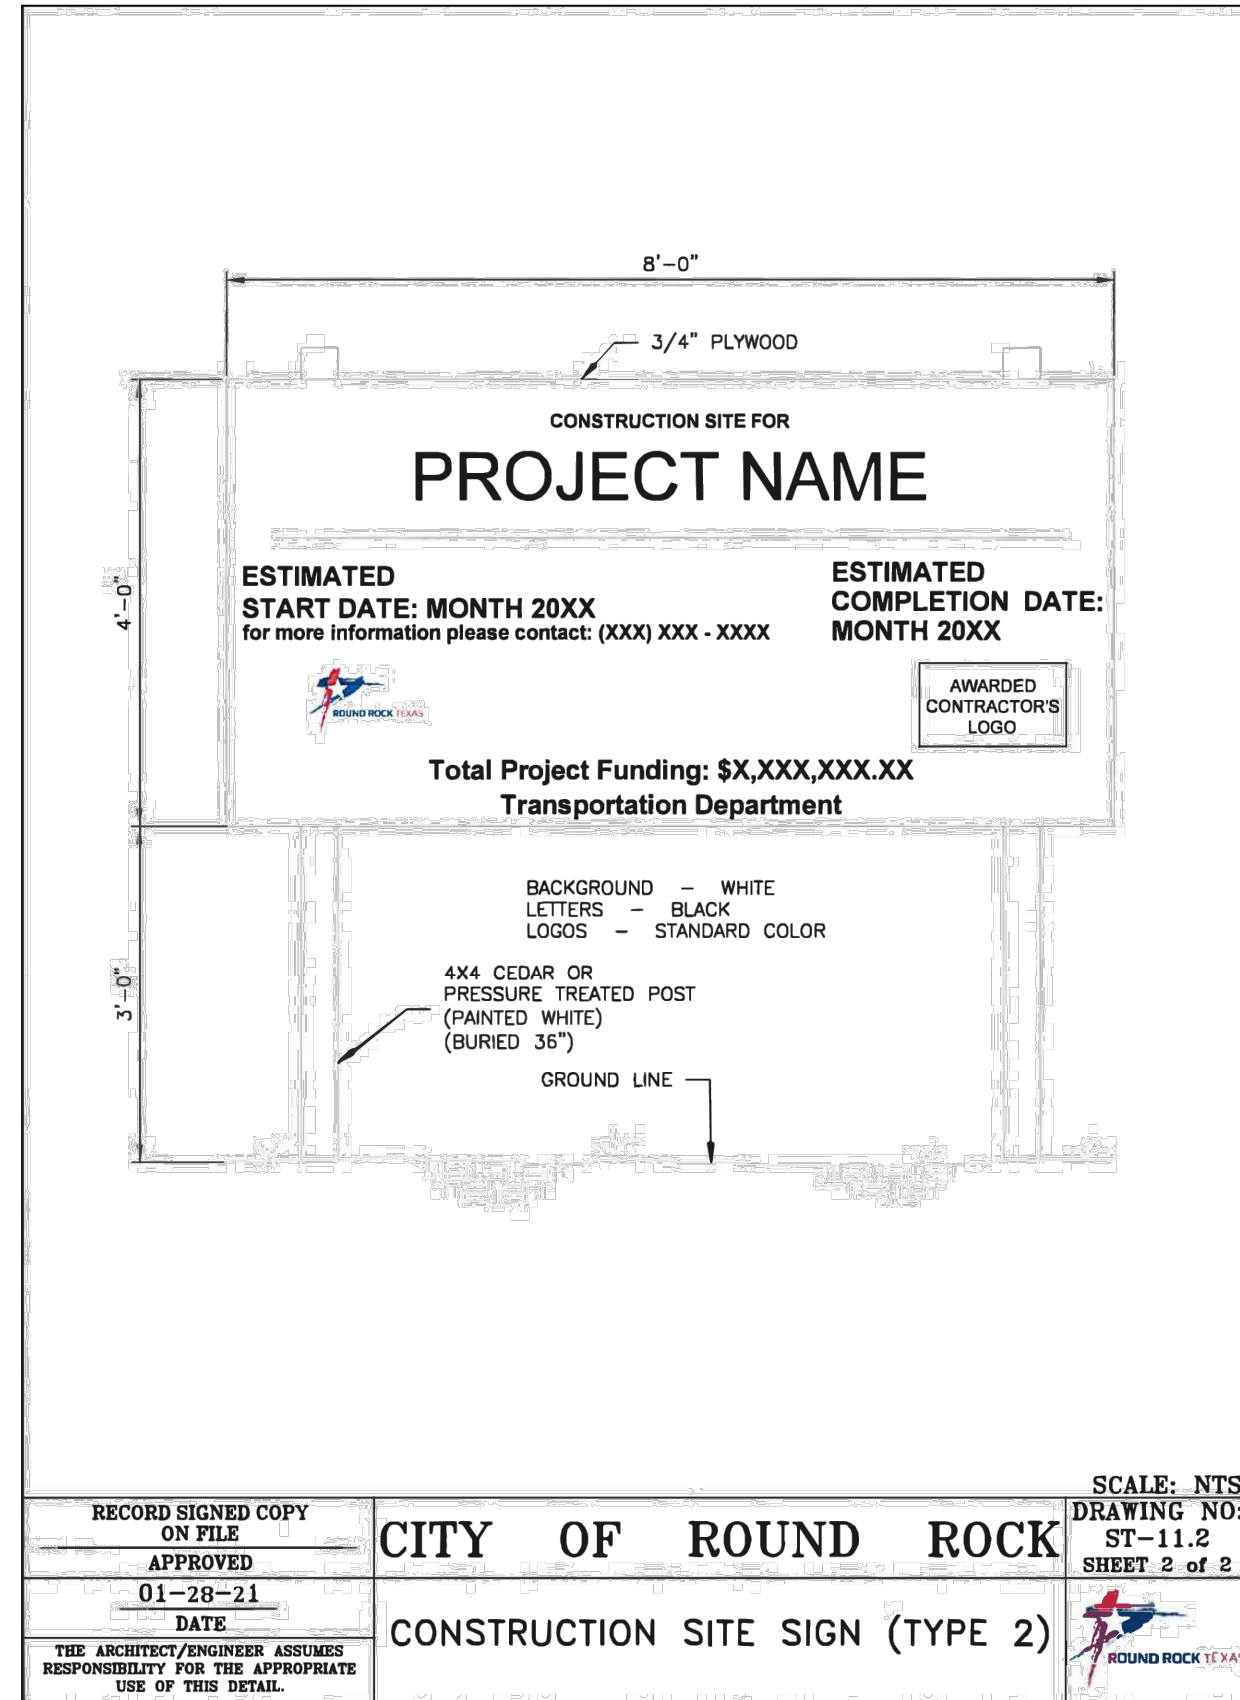 8'-0"
3/4" PLYWOOD
CONSTRUCTION SITE FOR
PROJECT NAME
ESTIMATED
START DATE: MONTH 20XX
for more information please contact: (XXX) XXX - XXXX
ESTIMATED
COMPLETION DATE:
MONTH 20XX
4'-0"
ROUND ROCK TEXAS
AWARDED
CONTRACTOR'S
LOGO
Total Project Funding: $X,XXX,XXX.XX
Transportation Department
BACKGROUND - WHITE
LETTERS - BLACK
LOGOS - STANDARD COLOR
3'-0"
4X4 CEDAR OR
PRESSURE TREATED POST
(PAINTED WHITE)
(BURIED 36")
GROUND LINE
RECORD SIGNED COPY
ON FILE
APPROVED
01-28-21
DATE
THE ARCHITECT/ENGINEER ASSUMES
RESPONSIBILITY FOR THE APPROPRIATE
USE OF THIS DETAIL.
CITY OF ROUND ROCK
CONSTRUCTION SITE SIGN (TYPE 2)
SCALE: NTS
DRAWING NO:
ST-11.2
SHEET 2 of 2
ROUND ROCK TEXAS